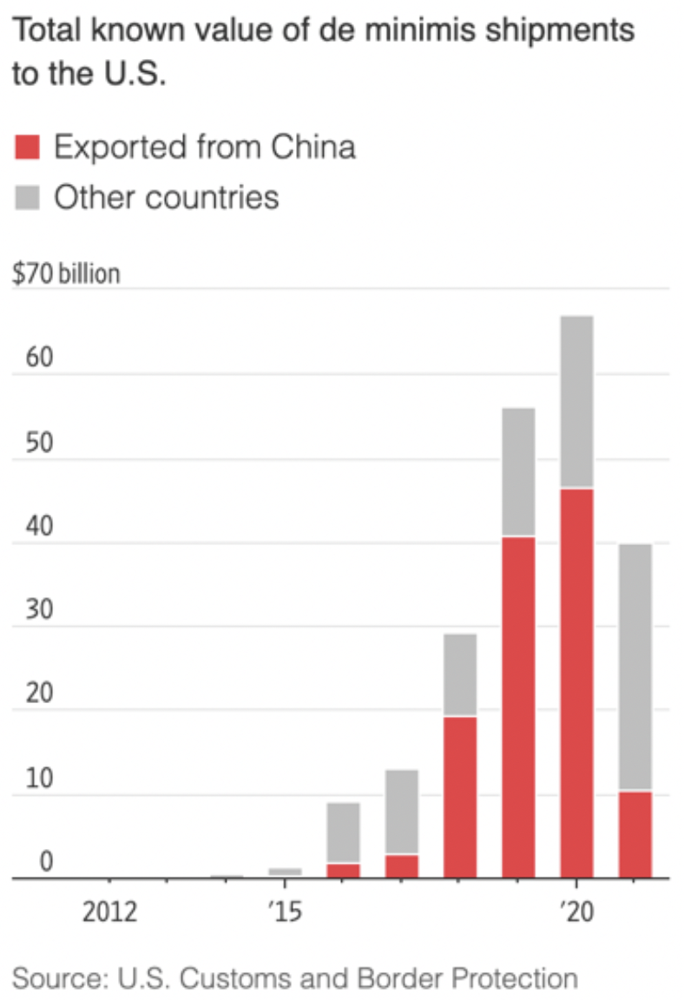 Total known value of de minimis shipments
to the U.S.
Exported from China
Other countries
$70 billion
60
50
40
30
20
10
0
2012 ’15 ’20
Source: U.S. Customs and Border Protection